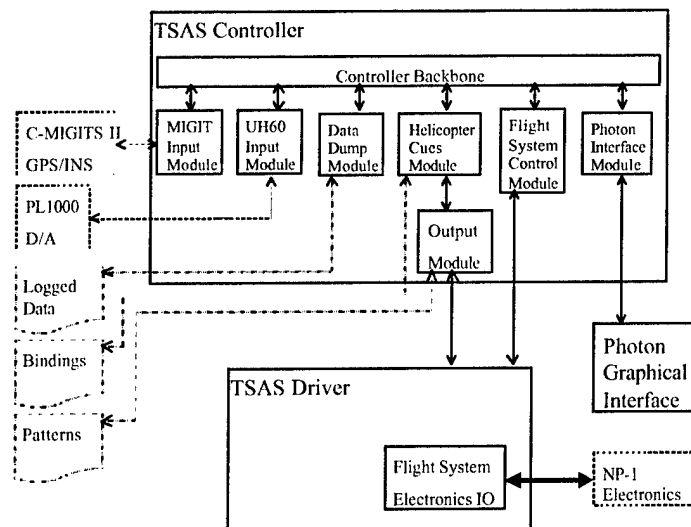 TSAS Controller
Controller Backbone
C-MIGITS II
GPS/INS
MIGIT
Input
Module
UH60
Input
Module
Data
Dump
Module
Helicopter
Cues
Module
Flight
System
Control
Module
Photon
Interface
Module
PL1000
D/A
Output
Module
Logged
Data
Bindings
Patterns
Photon
Graphical
Interface
TSAS Driver
Flight System
Electronics IO
NP-1
Electronics